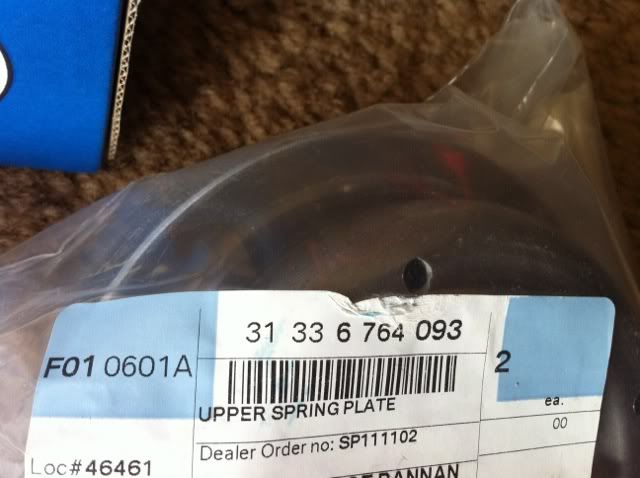 31 33 6 764 093
F01 0601A
2
UPPER SPRING PLATE
ea.
Dealer Order no: SP111102
00
Loc#46461